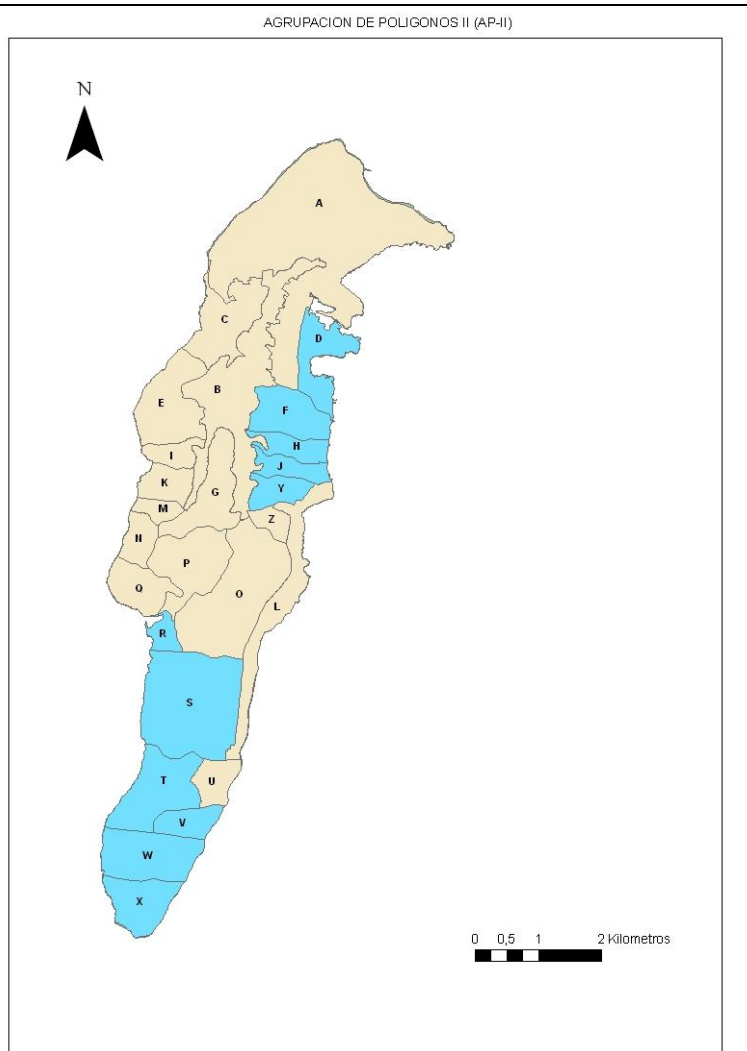 AGRUPACION DE POLIGONOS II (AP-II)
N
A
C
D
B
E
F
H
I
J
K
Y
G
M
Z
N
P
Q
O
L
R
S
T
U
V
W
X
0 0,5 1 2 Kilometros